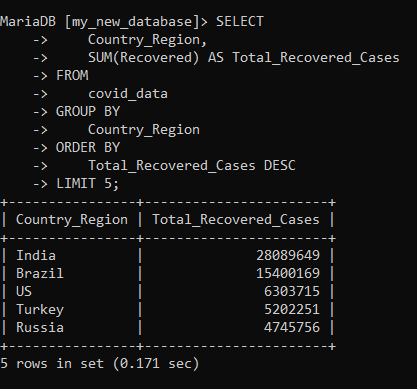 MariaDB [my_new_database]> SELECT
    ->     Country_Region,
    ->     SUM(Recovered) AS Total_Recovered_Cases
    -> FROM
    ->     covid_data
    -> GROUP BY
    ->     Country_Region
    -> ORDER BY
    ->     Total_Recovered_Cases DESC
    -> LIMIT 5;
+----------------+-----------------------+
| Country_Region | Total_Recovered_Cases |
+----------------+-----------------------+
| India          |              28089649 |
| Brazil         |              15400169 |
| US             |               6303715 |
| Turkey         |               5202251 |
| Russia         |               4745756 |
+----------------+-----------------------+
5 rows in set (0.171 sec)